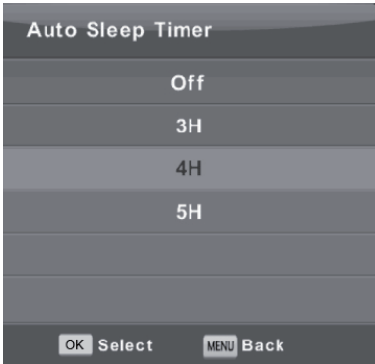 Auto Sleep Timer
Off
3H
4H
5H
OK Select MENU Back